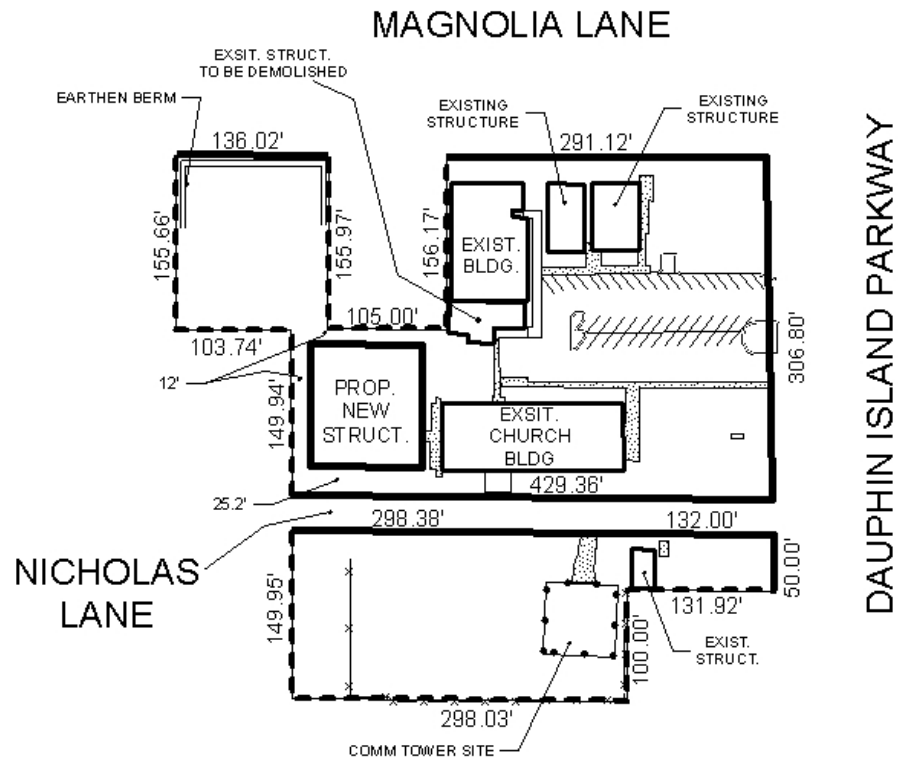 MAGNOLIA LANE
EXSIT. STRUCT.
TO BE DEMOLISHED
EARTHEN BERM
EXISTING
STRUCTURE
EXISTING
STRUCTURE
136.02'
291.12'
155.66'
155.97'
156.17'
EXIST.
BLDG.
DAUPHIN ISLAND PARKWAY
306.80'
105.00'
103.74'
12'
149.94'
PROP.
NEW
STRUCT.
EXSIT.
CHURCH
BLDG
429.36'
25.2'
298.38'
132.00'
NICHOLAS
LANE
149.95'
50.00'
131.92'
100.00'
EXIST.
STRUCT.
298.03'
COMM TOWER SITE